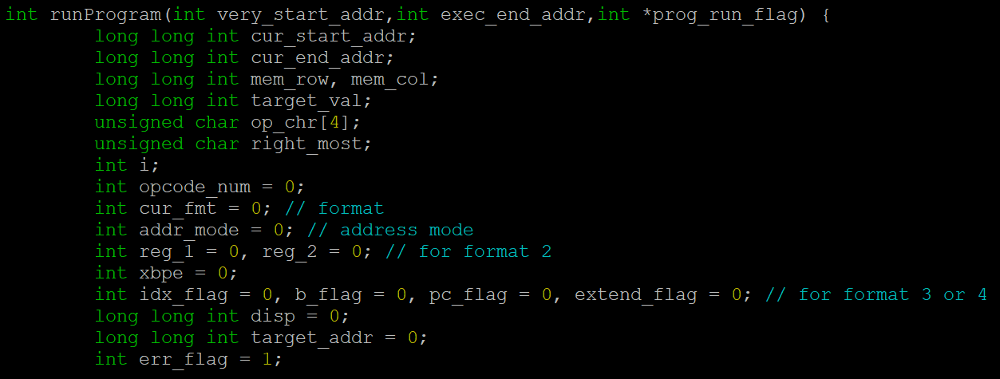 int runProgram(int very_start_addr,int exec_end_addr,int *prog_run_flag) {
        long long int cur_start_addr;
        long long int cur_end_addr;
        long long int mem_row, mem_col;
        long long int target_val;
        unsigned char op_chr[4];
        unsigned char right_most;
        int i;
        int opcode_num = 0;
        int cur_fmt = 0; // format
        int addr_mode = 0; // address mode
        int reg_1 = 0, reg_2 = 0; // for format 2
        int xbpe = 0;
        int idx_flag = 0, b_flag = 0, pc_flag = 0, extend_flag = 0; // for format 3 or 4
        long long int disp = 0;
        long long int target_addr = 0;
        int err_flag = 1;